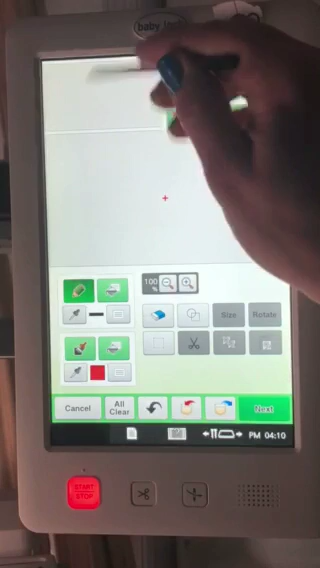 baby lock
100
%
Size
Rotate
Cancel
All
Clear
Next
PM 04:10
START
STOP